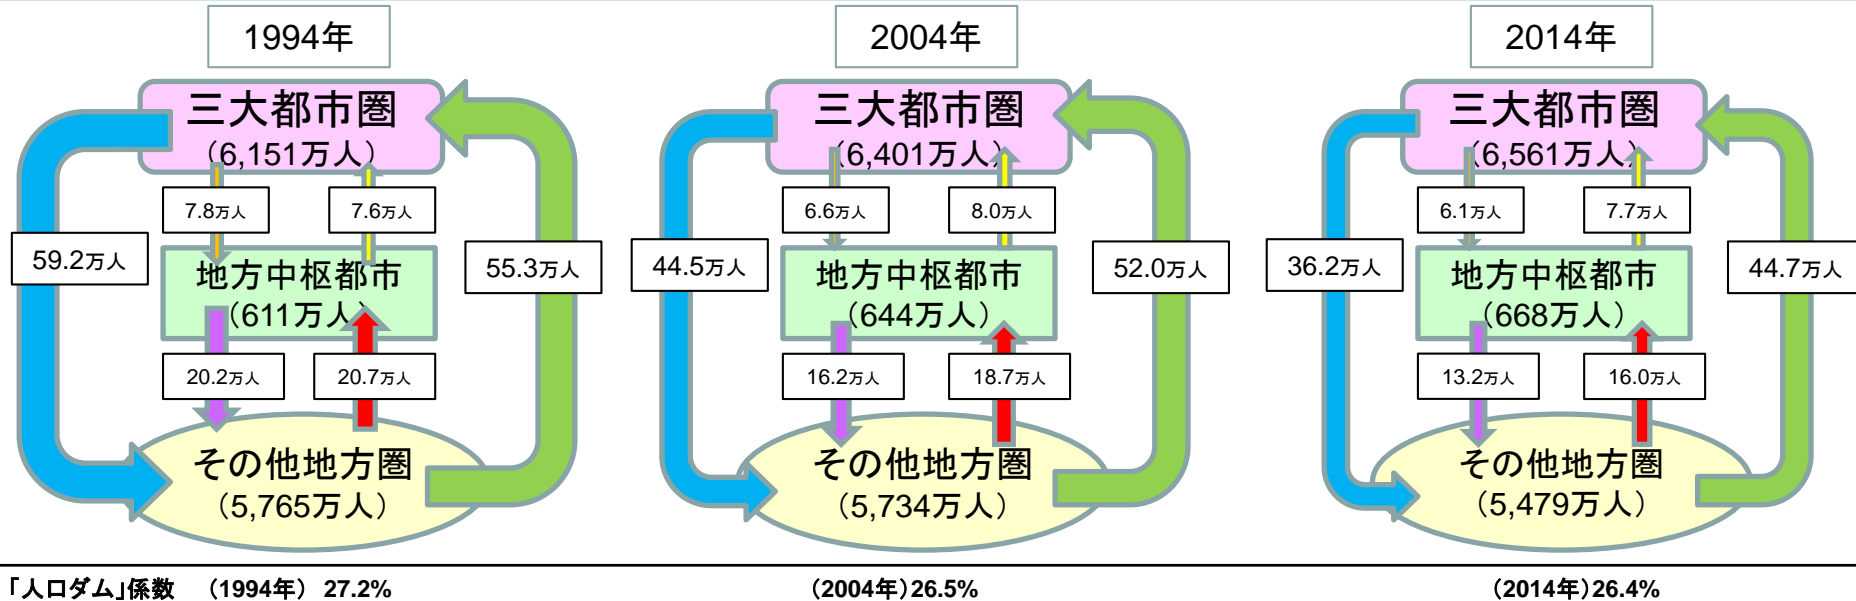 1994年
三大都市圏
（6,151万人）
7.8万人
7.6万人
59.2万人
55.3万人
地方中枢都市
（611万人）
20.2万人
20.7万人
その他地方圏
（5,765万人）
2004年
三大都市圏
（6,401万人）
6.6万人
8.0万人
44.5万人
52.0万人
地方中枢都市
（644万人）
16.2万人
18.7万人
その他地方圏
（5,734万人）
2014年
三大都市圏
（6,561万人）
6.1万人
7.7万人
36.2万人
44.7万人
地方中枢都市
（668万人）
13.2万人
16.0万人
その他地方圏
（5,479万人）
「人口ダム」係数　（1994年） 27.2%　（2004年）26.5%　（2014年）26.4%